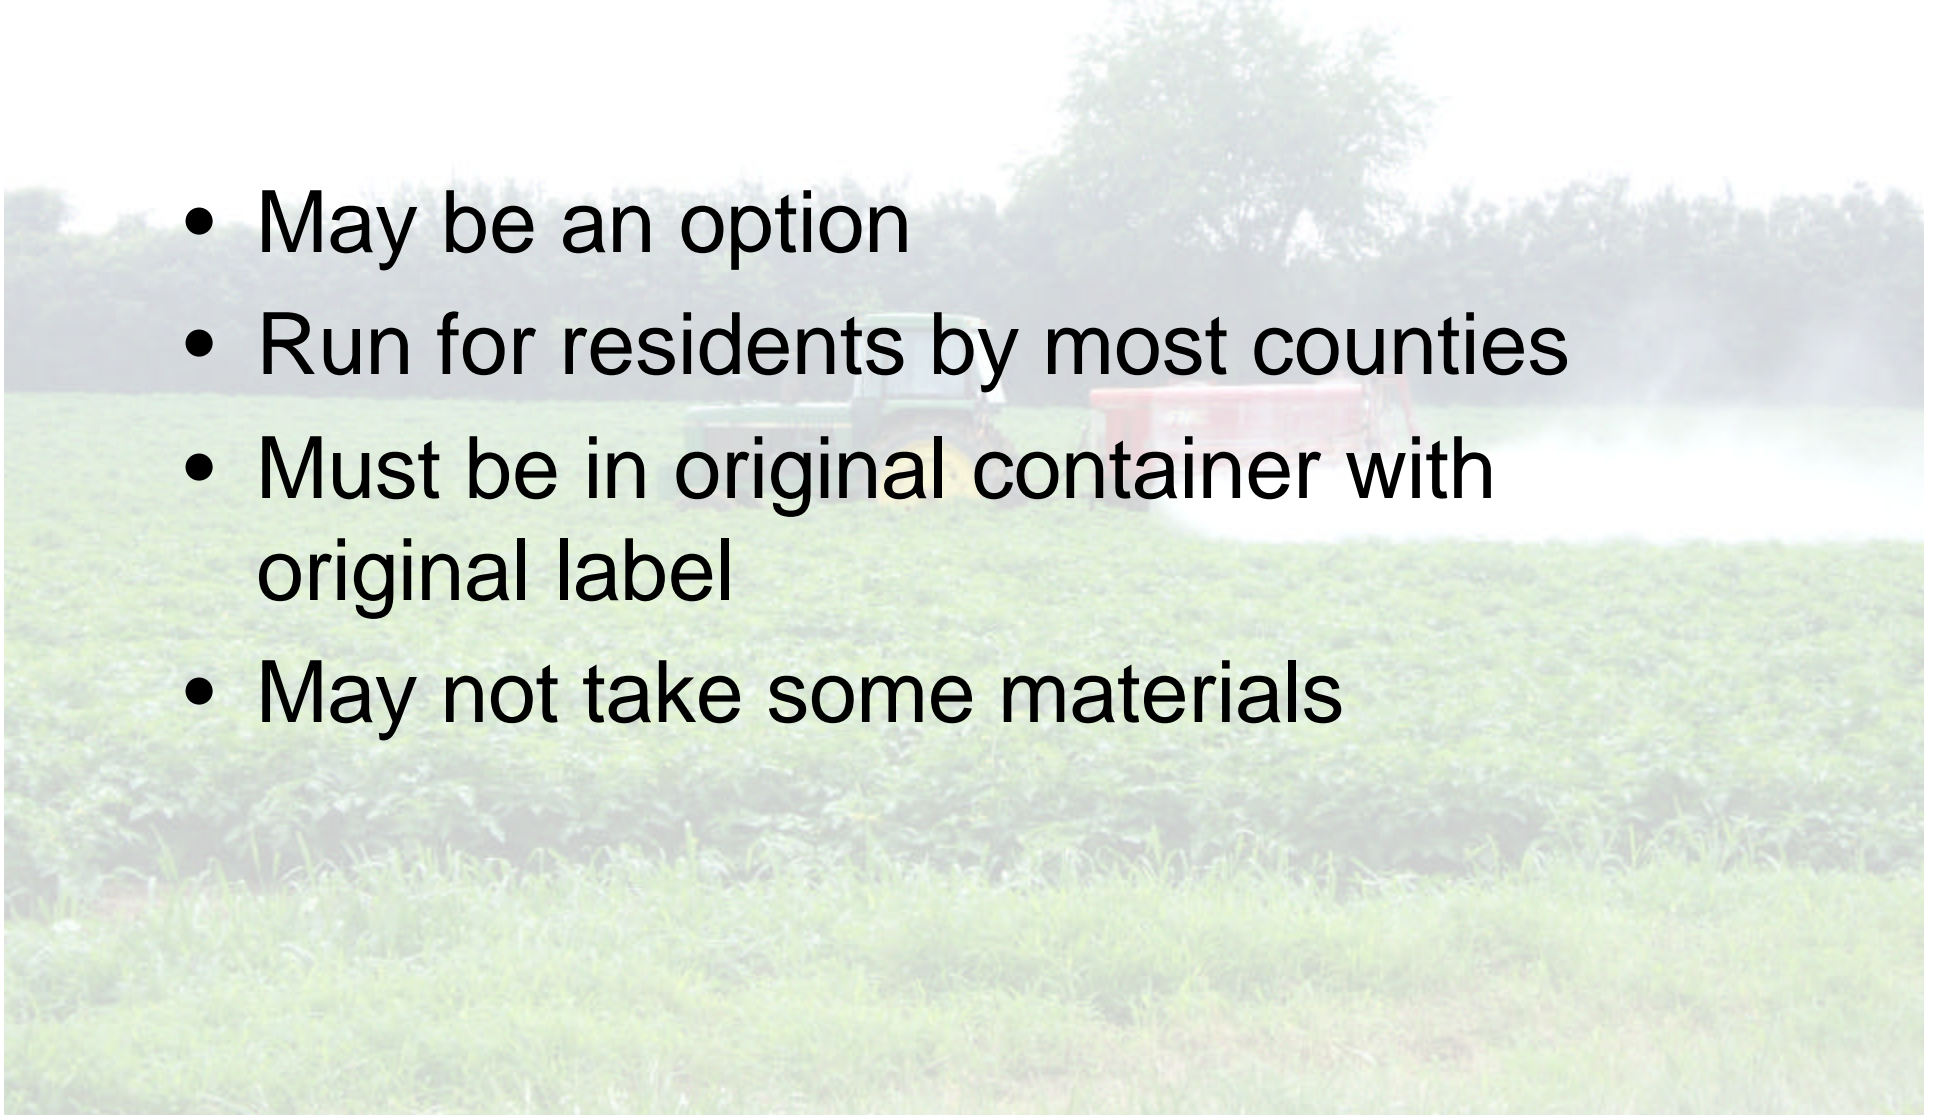 • May be an option
• Run for residents by most counties
• Must be in original container with
original label
• May not take some materials